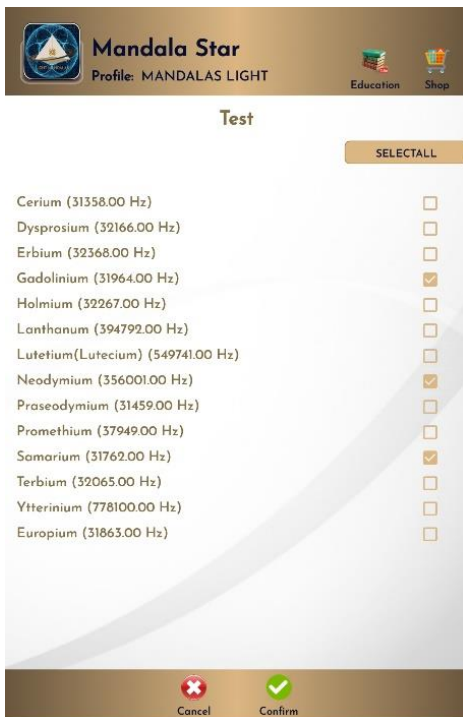 Mandala Star
Profile: MANDALAS LIGHT
Education
Shop
Test
SELECTALL
Cerium (31358.00 Hz)
Dysprosium (32166.00 Hz)
Erbium (32368.00 Hz)
Gadolinium (31964.00 Hz)
Holmium (32267.00 Hz)
Lanthanum (394792.00 Hz)
Lutetium(Lutecium) (549741.00 Hz)
Neodymium (356001.00 Hz)
Praseodymium (31459.00 Hz)
Promethium (37949.00 Hz)
Samarium (31762.00 Hz)
Terbium (32065.00 Hz)
Ytterinium (778100.00 Hz)
Europium (31863.00 Hz)
Cancel
Confirm